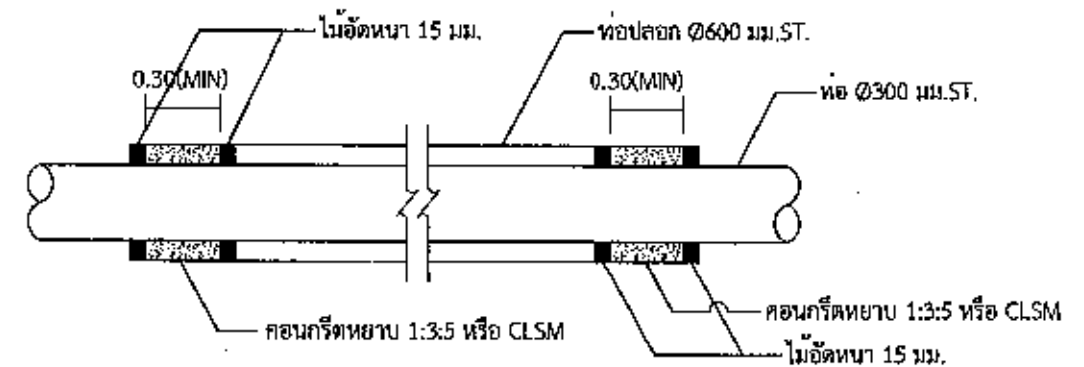 ไม้อัดหนา 15 มม.
ท่อปลอก Ø600 มม.ST.
0.30(MIN)
0.30(MIN)
ท่อ Ø300 มม.ST.
คอนกรีตหยาบ 1:3:5 หรือ CLSM
คอนกรีตหยาบ 1:3:5 หรือ CLSM
ไม้อัดหนา 15 มม.